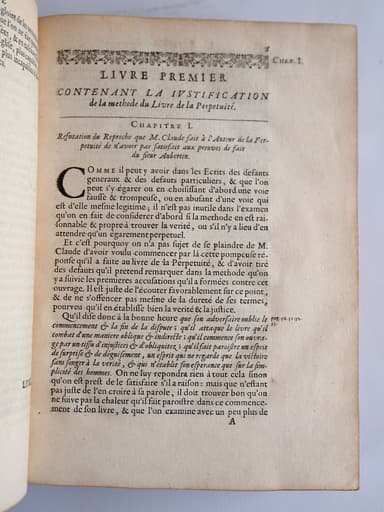 CHAP. I.
LIVRE PREMIER
CONTENANT LA IVSTIFICATION
de la methode du Livre de la Perpetuité.
CHAPITRE I.
Refutation du Reproche que M. Claude fait à l'Auteur de la Per-
petuité de n'avoir pas satisfait aux preuves de fait
du sieur Aubertin.
COMME il peut y avoir dans les Ecrits des defauts
generaux & des defauts particuliers, & que l'on
peut s'y égarer ou en choisissant d'abord une voie
fausse & trompeuse, ou en abusant d'une voie qui
est d'elle mesme legitime; il n'est pas inutile dans l'examen
qu'on en fait de considerer d'abord si la methode en est rai-
sonnable & propre à trouver la verité, ou s'il n'y a lieu d'en
attendre qu'un égarement perpetuel.
Et c'est pourquoy on n'a pas sujet de se plaindre de M.
Claude d'avoir voulu commencer par là cette pompeuse re-
ponse qu'il a faite au livre de la Perpetuité, & d'avoir tiré
des defauts qu'il pretend remarquer dans la methode qu'on
y a suivie les premieres accusations qu'il a formées contre cet
ouvrage. Il est juste de l'écouter favorablement sur ce point,
& de ne s'offencer pas mesme de la dureté de ses termes,
pourvu qu'il en établisse bien la verité & la justice.
Qu'il dise donc à la bonne heure que son adversaire oublie le
commencement & la fin de la dispute; qu'il attaque le livre qu'il
combat d'une maniere oblique & indirecte; qu'il commence son ouvra-
ge par un tissu d'injustices & d'obliquitez; qu'il fait paroistre un esprit
de surprise & de déguisement, un esprit qui ne regarde que la victoire
sans songer à la verité, & qui n'établit son esperance que sur la sim-
plicité des hommes. On ne luy repondra rien à tout cela sinon
qu'on est prest de le satisfaire s'il a raison: mais que n'estant
pas juste de l'en croire à sa parole, il doit trouver bon qu'on
ne suive pas la chaleur qu'il fait paroistre dans ce commence-
ment de son livre, & que l'on examine avec un peu plus de
A